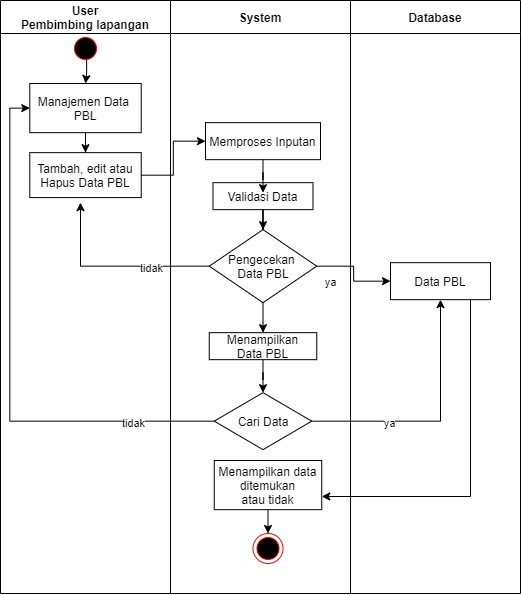 User
Pembimbing lapangan
System
Database
Manajemen Data
PBL
Tambah, edit atau
Hapus Data PBL
Memproses Inputan
Validasi Data
Pengecekan
Data PBL
tidak
ya
Data PBL
Menampilkan
Data PBL
Cari Data
tidak
ya
Menampilkan data
ditemukan
atau tidak